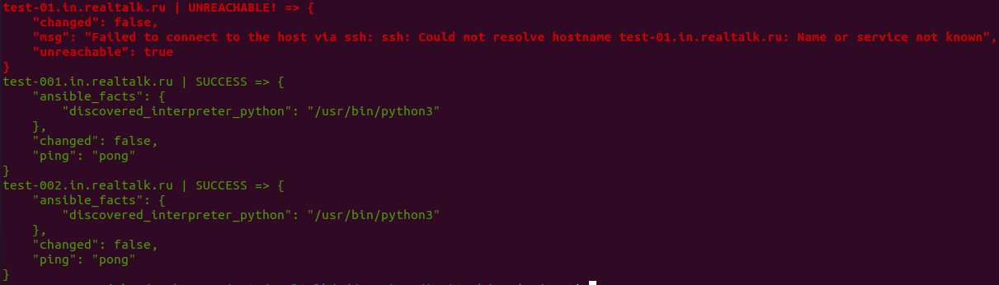 test-01.in.realtalk.ru | UNREACHABLE! => {
    "changed": false,
    "msg": "Failed to connect to the host via ssh: ssh: Could not resolve hostname test-01.in.realtalk.ru: Name or service not known",
    "unreachable": true
}
test-001.in.realtalk.ru | SUCCESS => {
    "ansible_facts": {
        "discovered_interpreter_python": "/usr/bin/python3"
    },
    "changed": false,
    "ping": "pong"
}
test-002.in.realtalk.ru | SUCCESS => {
    "ansible_facts": {
        "discovered_interpreter_python": "/usr/bin/python3"
    },
    "changed": false,
    "ping": "pong"
}